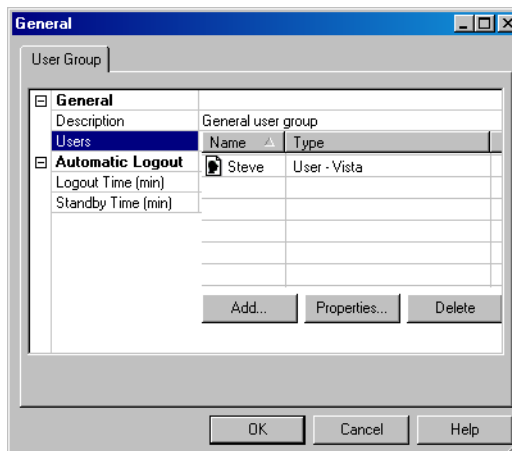 General
User Group
General
Description General user group
Users Name Type
Automatic Logout Steve User - Vista
Logout Time (min)
Standby Time (min)
Add... Properties... Delete
OK Cancel Help